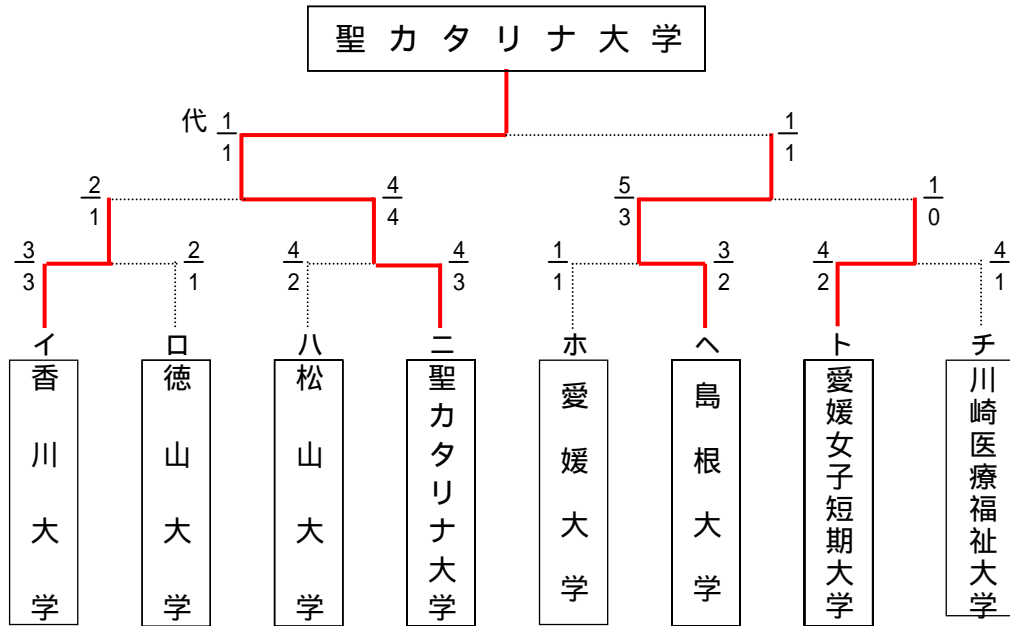 聖カタリナ大学
代 1/1 1/1
2/1 4/4 5/3 1/0
3/3 2/1 4/2 4/3 1/1 3/2 4/2 4/1
イ ロ ハ ニ ホ ヘ ト チ
香川大学
徳山大学
松山大学
聖カタリナ大学
愛媛大学
島根大学
愛媛女子短期大学
川崎医療福祉大学